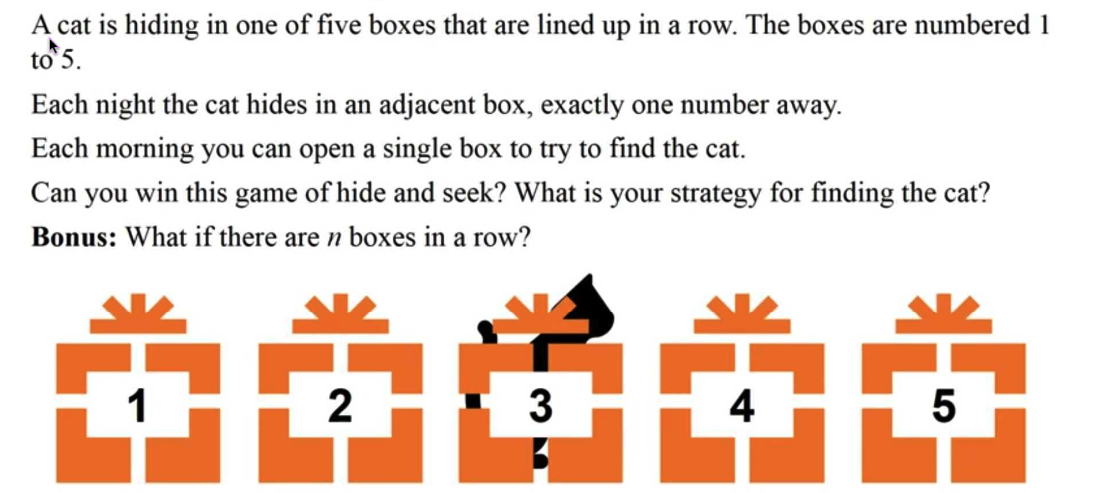 A cat is hiding in one of five boxes that are lined up in a row. The boxes are numbered 1
to 5.
Each night the cat hides in an adjacent box, exactly one number away.
Each morning you can open a single box to try to find the cat.
Can you win this game of hide and seek? What is your strategy for finding the cat?
Bonus: What if there are n boxes in a row?
1 2 3 4 5